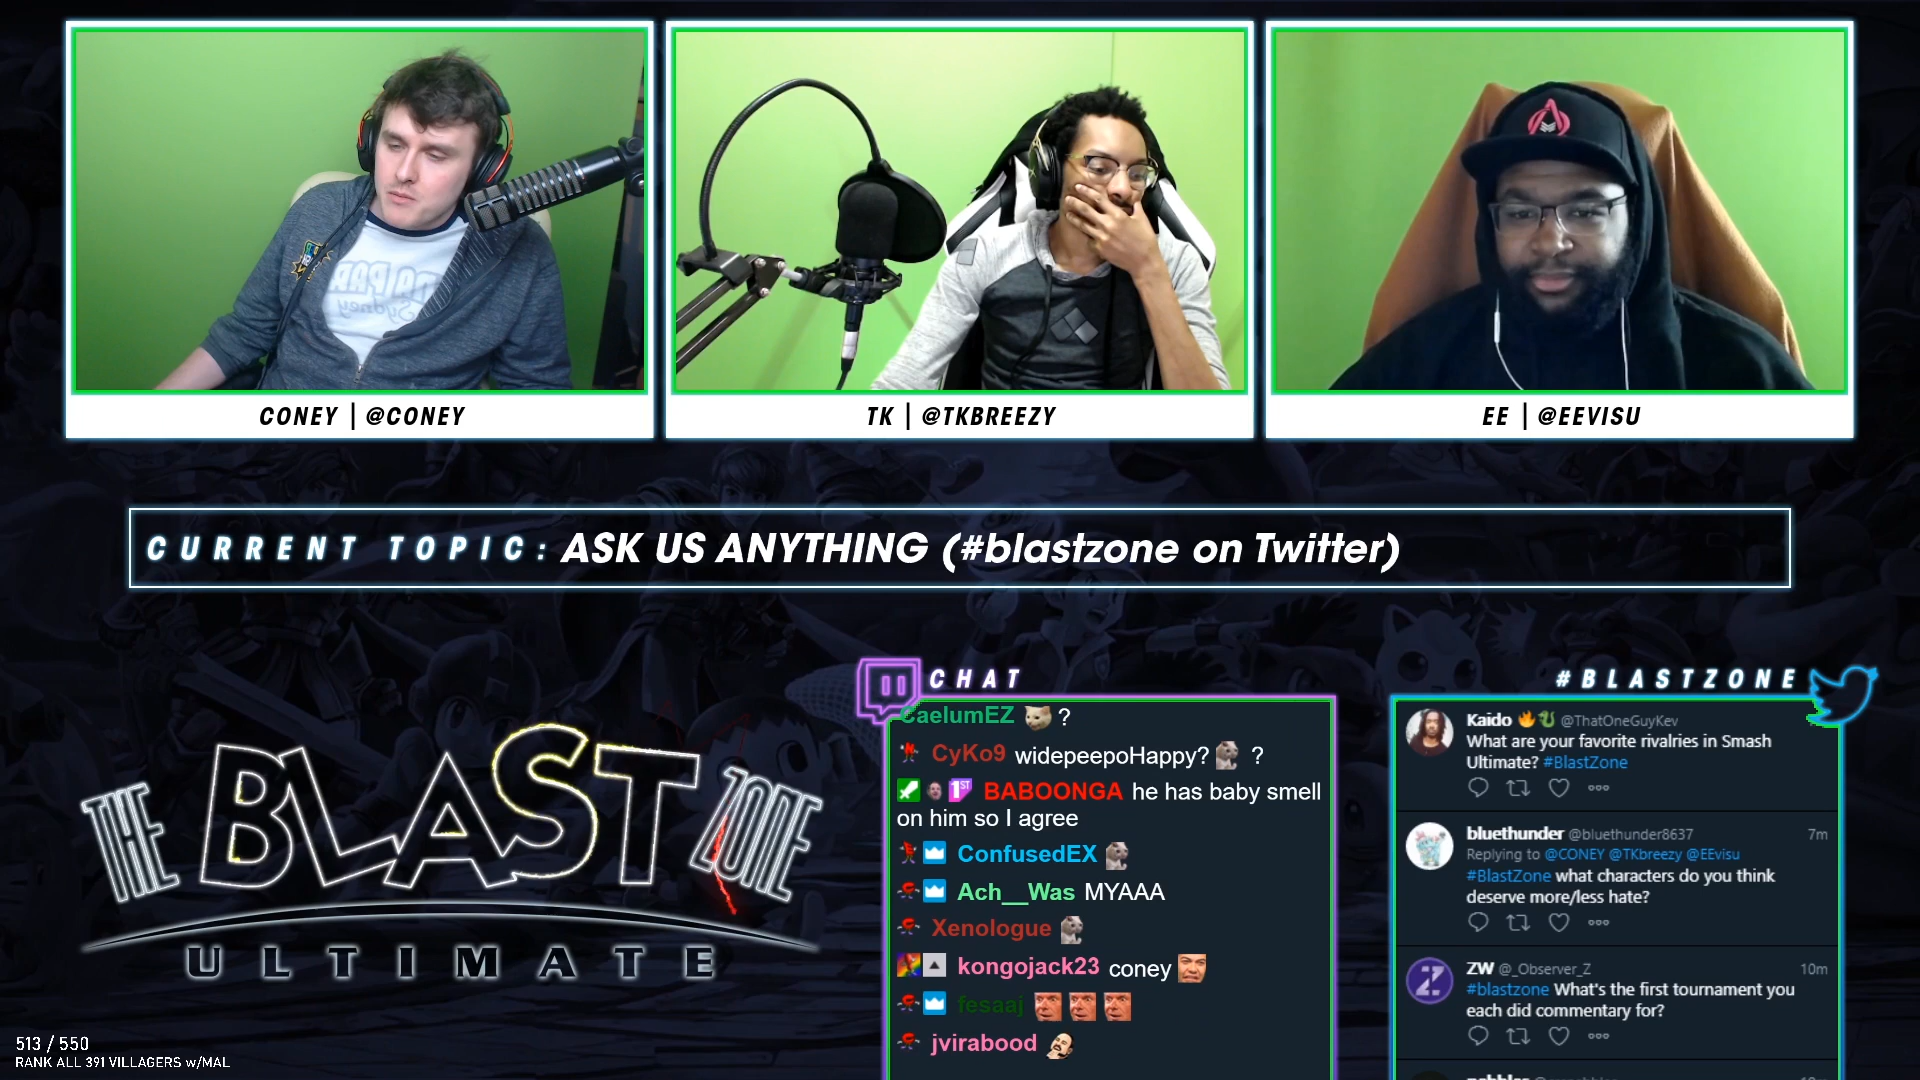 CONEY | @CONEY
TK | @TKBREEZY
EE | @EEVISU
CURRENT TOPIC: ASK US ANYTHING (#blastzone on Twitter)
THE BLAST ZONE
ULTIMATE
513 / 550
RANK ALL 391 VILLAGERS w/MAL
CHAT
CaelumEZ ?
CyKo9 widepeepoHappy? ?
1ST BABOONGA he has baby smell
on him so I agree
ConfusedEX
Ach__Was MYAAA
Xenologue
kongojack23 coney
fesaaj
jvirabood
#BLASTZONE
Kaido @ThatOneGuyKev
What are your favorite rivalries in Smash
Ultimate? #BlastZone
bluethunder @bluethunder8637 7m
Replying to @CONEY @TKbreezy @EEvisu
#BlastZone what characters do you think
deserve more/less hate?
ZW @_Observer_Z 10m
#blastzone What's the first tournament you
each did commentary for?